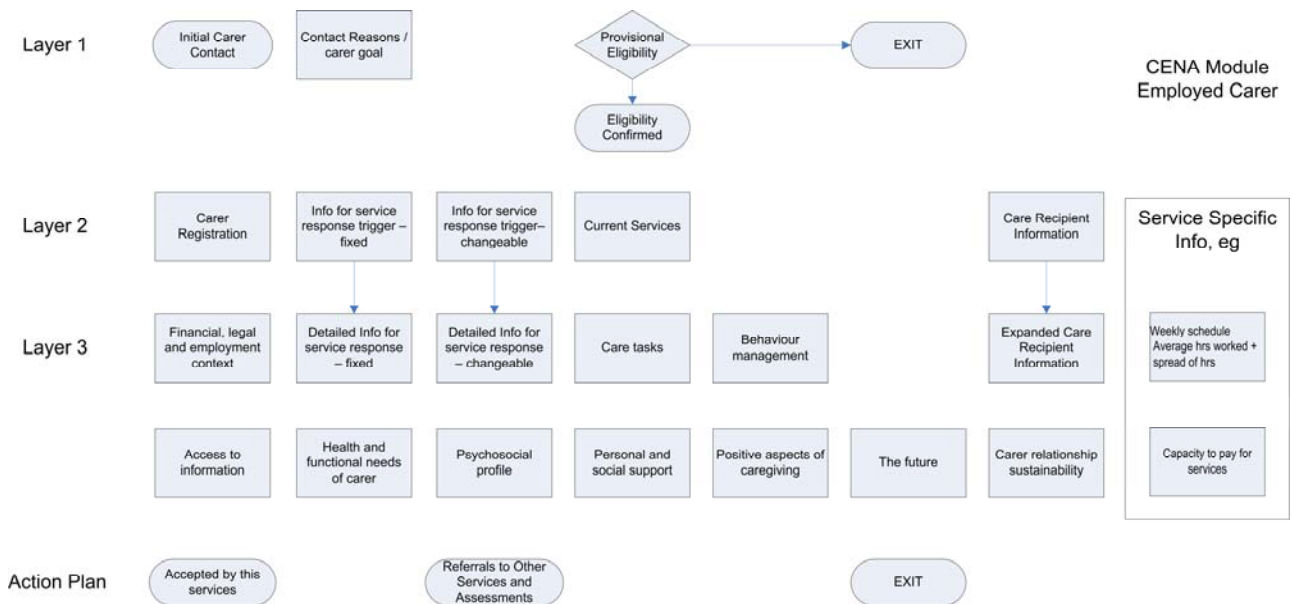 Layer 1
Initial Carer
Contact
Contact Reasons /
carer goal
Provisional
Eligibility
EXIT
Eligibility
Confirmed
CENA Module
Employed Carer
Layer 2
Carer
Registration
Info for service
response trigger –
fixed
Info for service
response trigger–
changeable
Current Services
Care Recipient
Information
Service Specific
Info, eg
Layer 3
Financial, legal
and employment
context
Detailed Info for
service response
– fixed
Detailed Info for
service response
– changeable
Care tasks
Behaviour
management
Expanded Care
Recipient
Information
Weekly schedule
Average hrs worked +
spread of hrs
Access to
information
Health and
functional needs
of carer
Psychosocial
profile
Personal and
social support
Positive aspects of
caregiving
The future
Carer relationship
sustainability
Capacity to pay for
services
Action Plan
Accepted by this
services
Referrals to Other
Services and
Assessments
EXIT